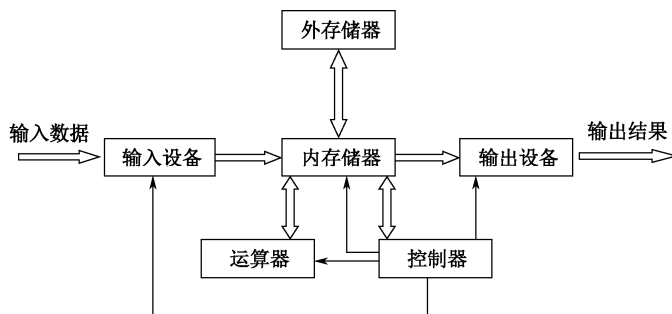 外存储器
输入数据
输出结果
输入设备
内存储器
输出设备
运算器
控制器